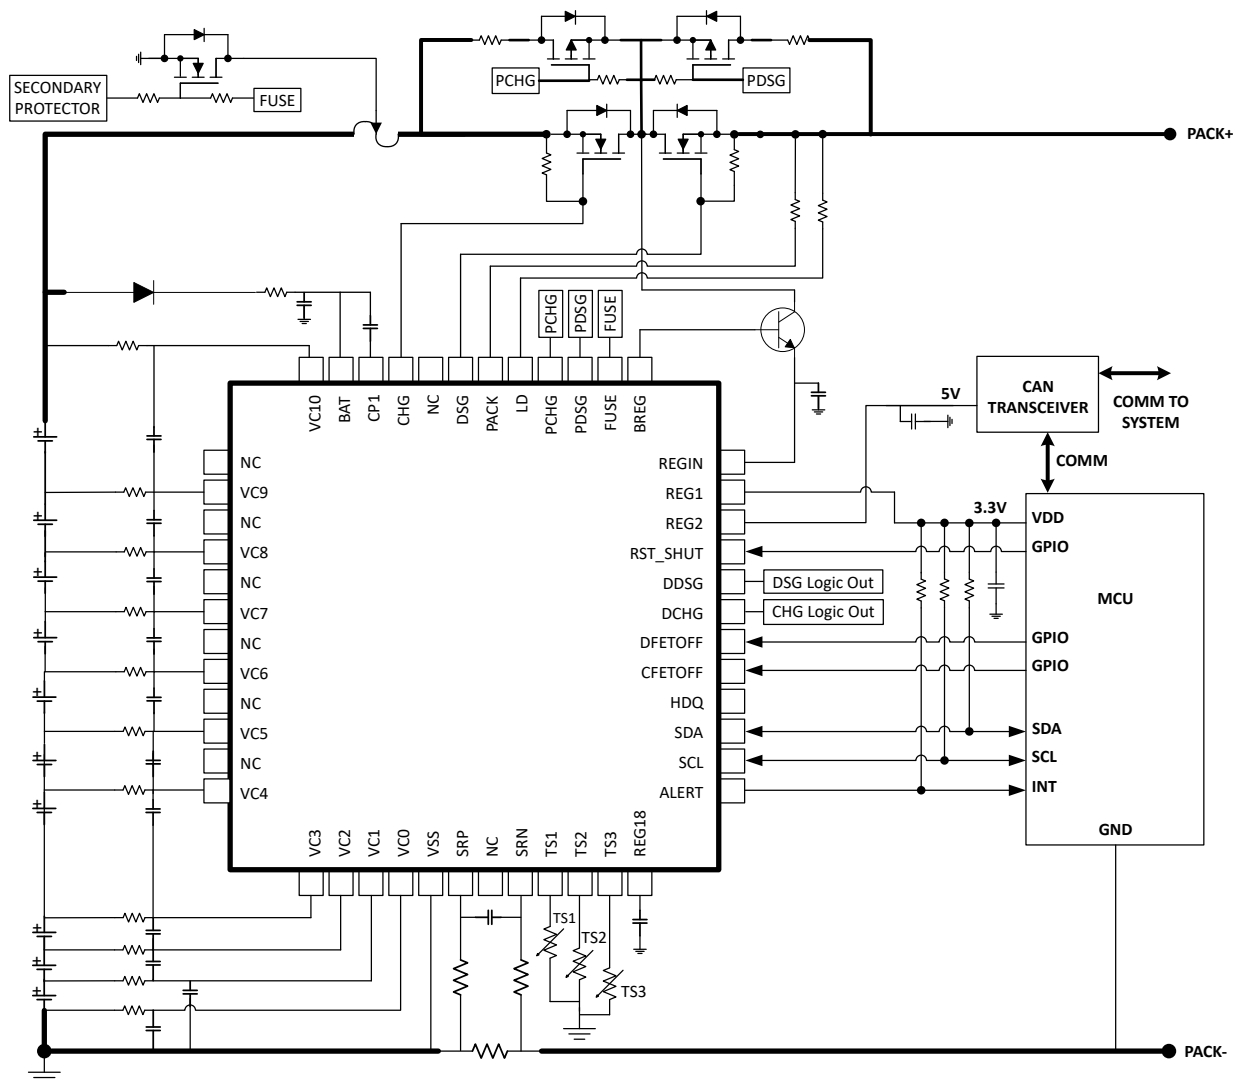 PCHG
PDSG
SECONDARY
PROTECTOR
FUSE
PACK+
PCHG
PDSG
FUSE
VC10
BAT
CP1
CHG
NC
DSG
PACK
LD
PCHG
PDSG
FUSE
BREG
CAN
TRANSCEIVER
5V
COMM TO
SYSTEM
COMM
NC
VC9
NC
VC8
NC
VC7
NC
VC6
NC
VC5
NC
VC4
REGIN
REG1
REG2
RST_SHUT
DDSG
DCHG
DFETOFF
CFETOFF
HDQ
SDA
SCL
ALERT
DSG Logic Out
CHG Logic Out
3.3V
VDD
GPIO
MCU
GPIO
GPIO
SDA
SCL
INT
GND
VC3
VC2
VC1
VC0
VSS
SRP
NC
SRN
TS1
TS2
TS3
REG18
TS1
TS2
TS3
PACK-
+
+
+
+
+
+
+
+
+
+